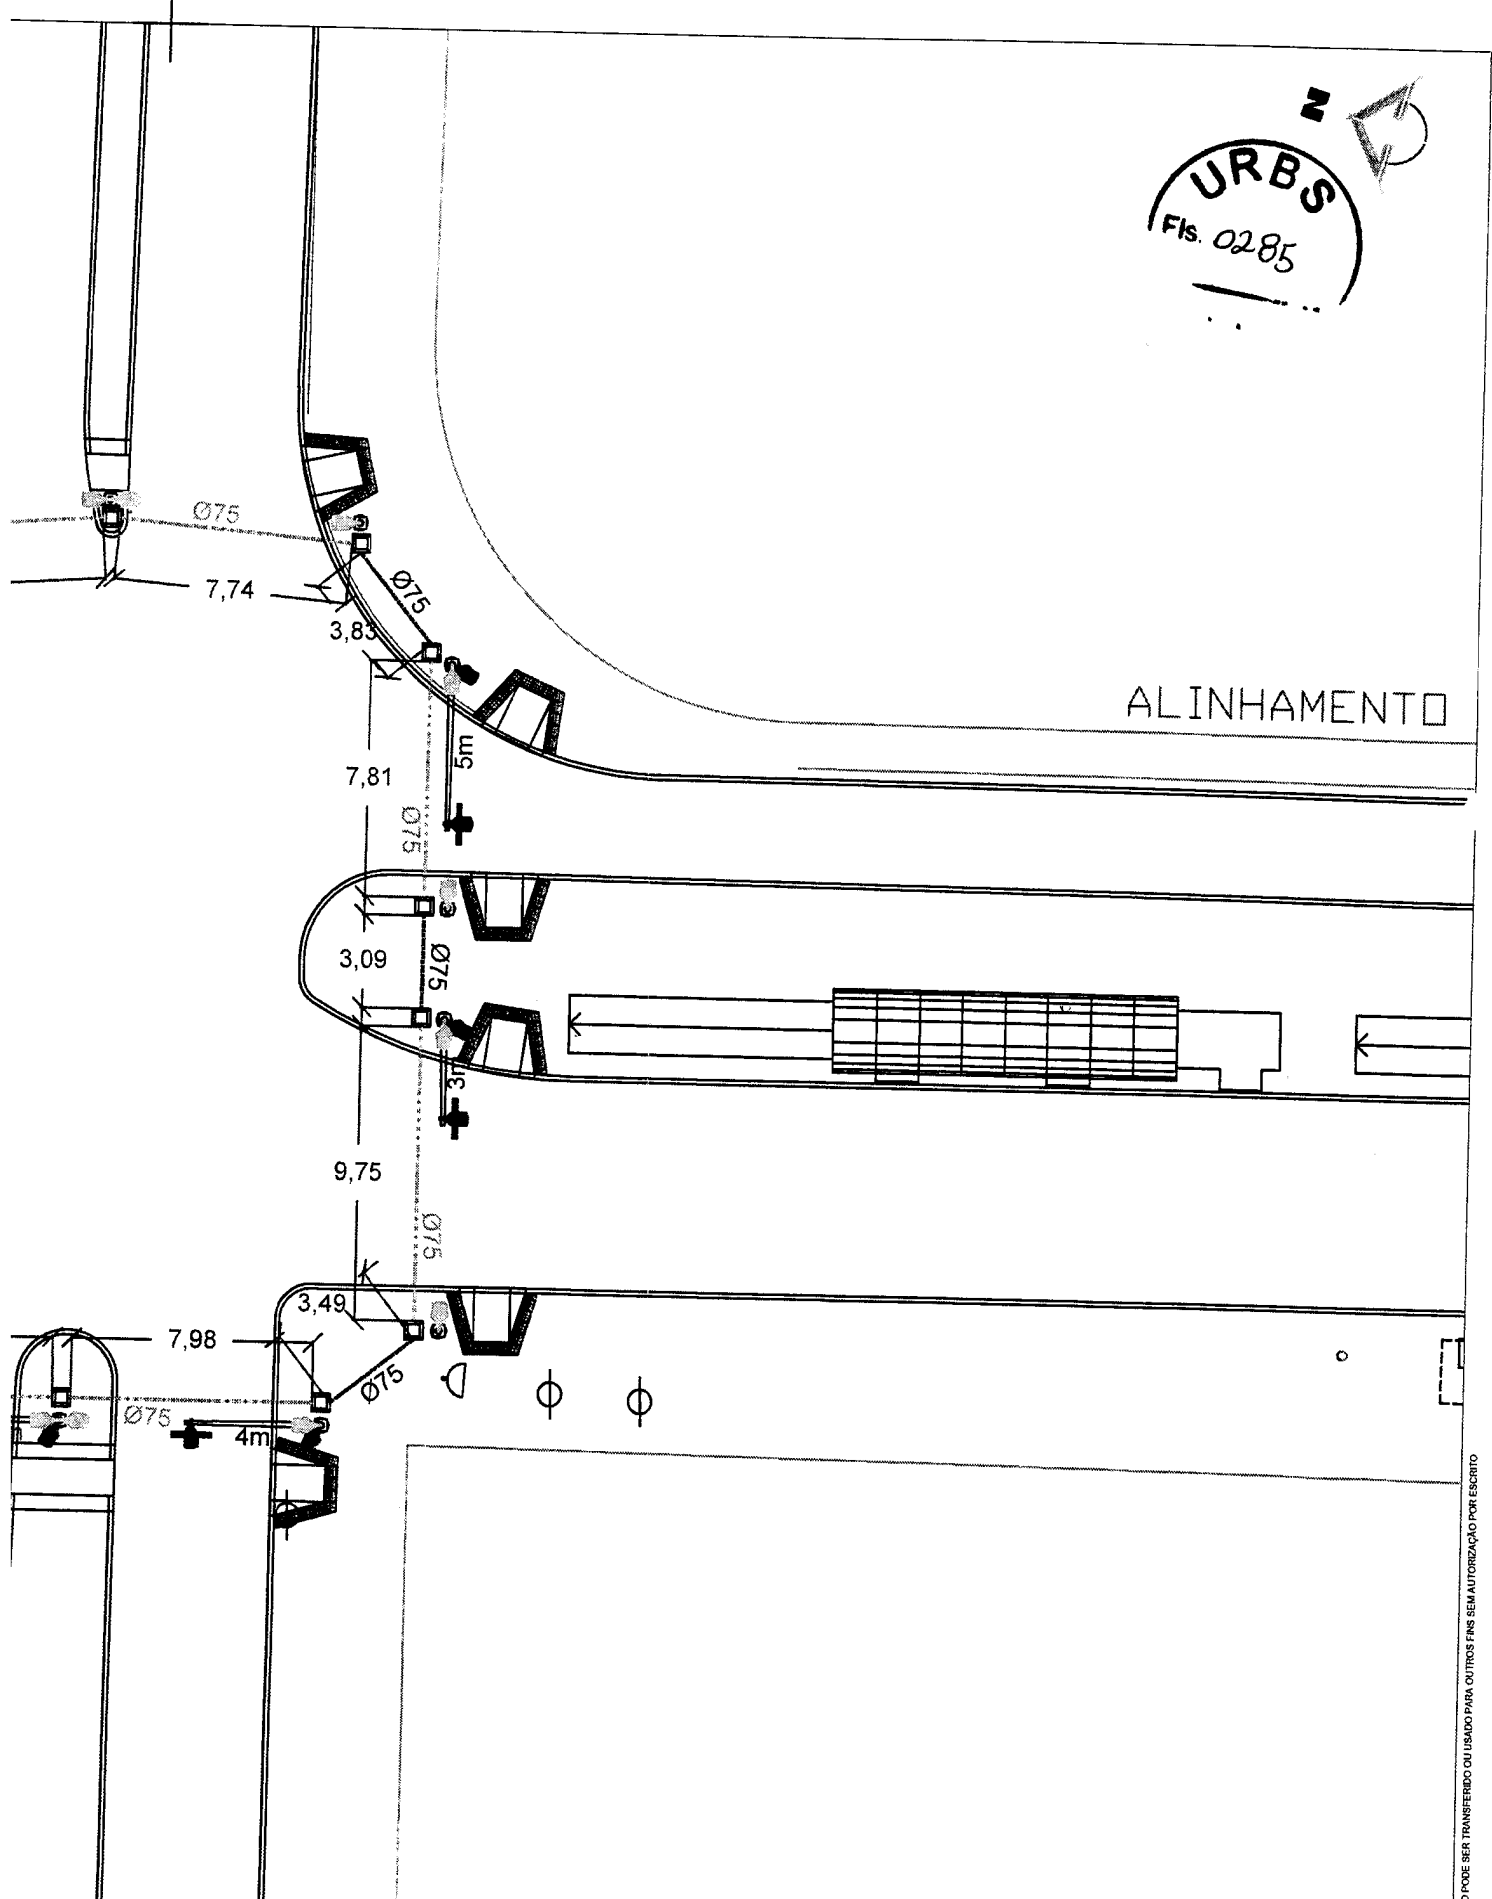 N
URBS
Fls. 0285
Ø75
7,74
Ø75
3,83
ALINHAMENTO
5m
7,81
Ø75
3,09
Ø75
9,75
Ø75
3,49
7,98
Ø75
Ø75
4m
O PODE SER TRANSFERIDO OU USADO PARA OUTROS FINS SEM AUTORIZAÇÃO POR ESCRITO